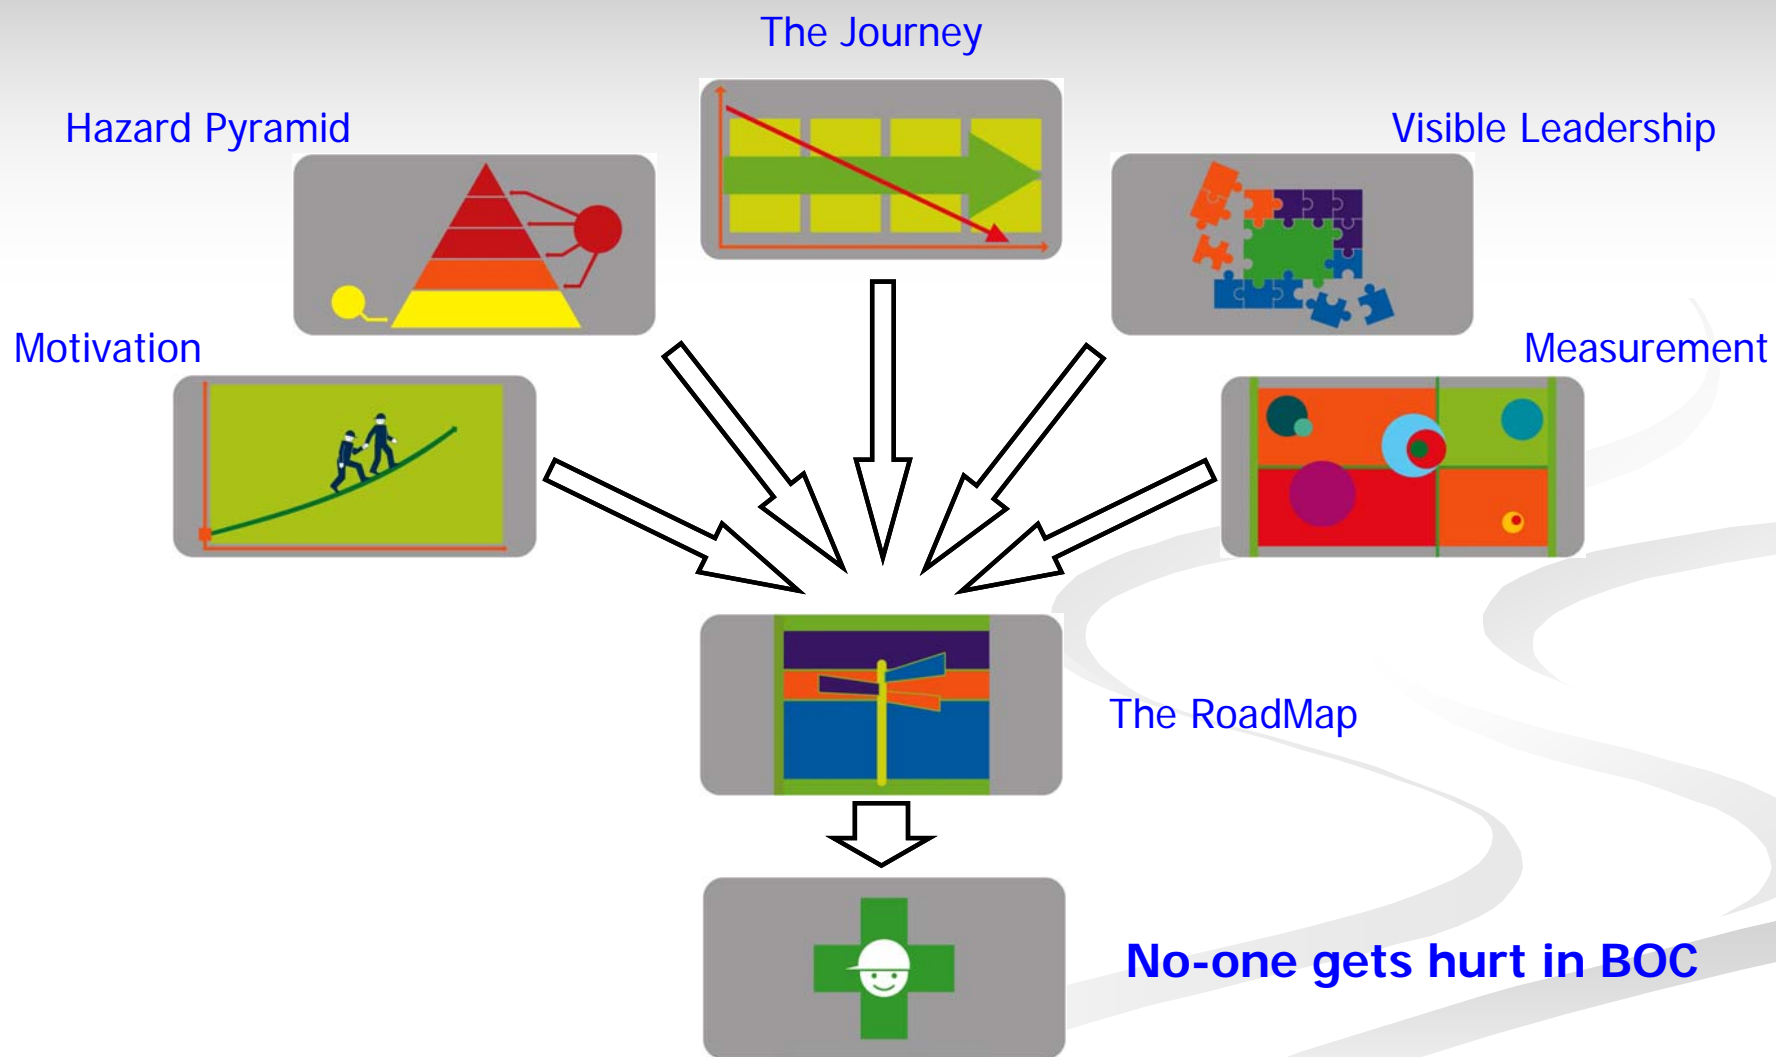 The Journey
Hazard Pyramid
Visible Leadership
Motivation
Measurement
The RoadMap
No-one gets hurt in BOC